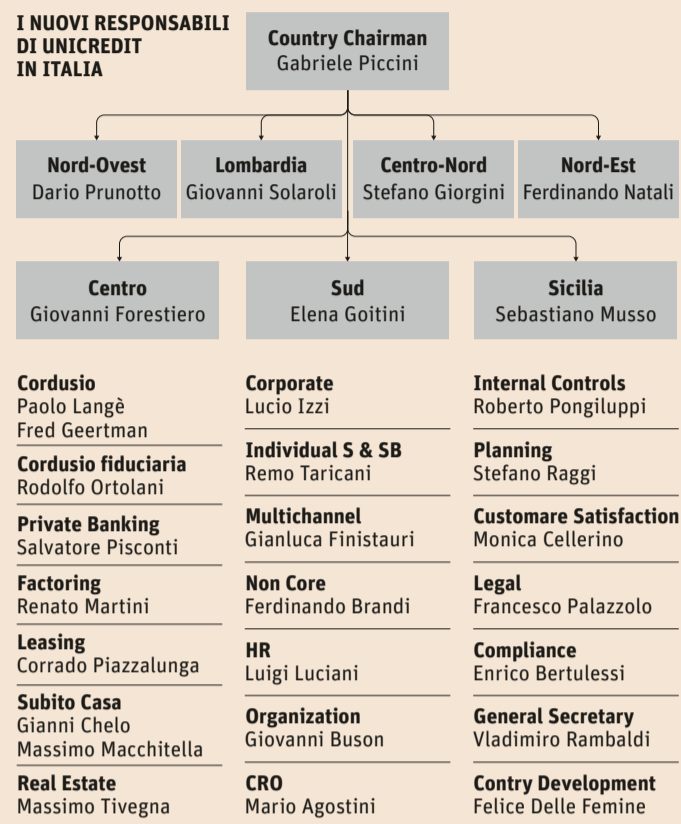 I NUOVI RESPONSABILI
DI UNICREDIT
IN ITALIA
Country Chairman
Gabriele Piccini
Nord-Ovest
Dario Prunotto
Lombardia
Giovanni Solaroli
Centro-Nord
Stefano Giorgini
Nord-Est
Ferdinando Natali
Centro
Giovanni Forestiero
Sud
Elena Goitini
Sicilia
Sebastiano Musso
Cordusio
Paolo Langè
Fred Geertman
Cordusio fiduciaria
Rodolfo Ortolani
Private Banking
Salvatore Pisconti
Factoring
Renato Martini
Leasing
Corrado Piazzalunga
Subito Casa
Gianni Chelo
Massimo Macchitella
Real Estate
Massimo Tivegna
Corporate
Lucio Izzi
Individual S & SB
Remo Taricani
Multichannel
Gianluca Finistauri
Non Core
Ferdinando Brandi
HR
Luigi Luciani
Organization
Giovanni Buson
CRO
Mario Agostini
Internal Controls
Roberto Pongiluppi
Planning
Stefano Raggi
Customare Satisfaction
Monica Cellerino
Legal
Francesco Palazzolo
Compliance
Enrico Bertulessi
General Secretary
Vladimiro Rambaldi
Contry Development
Felice Delle Femine